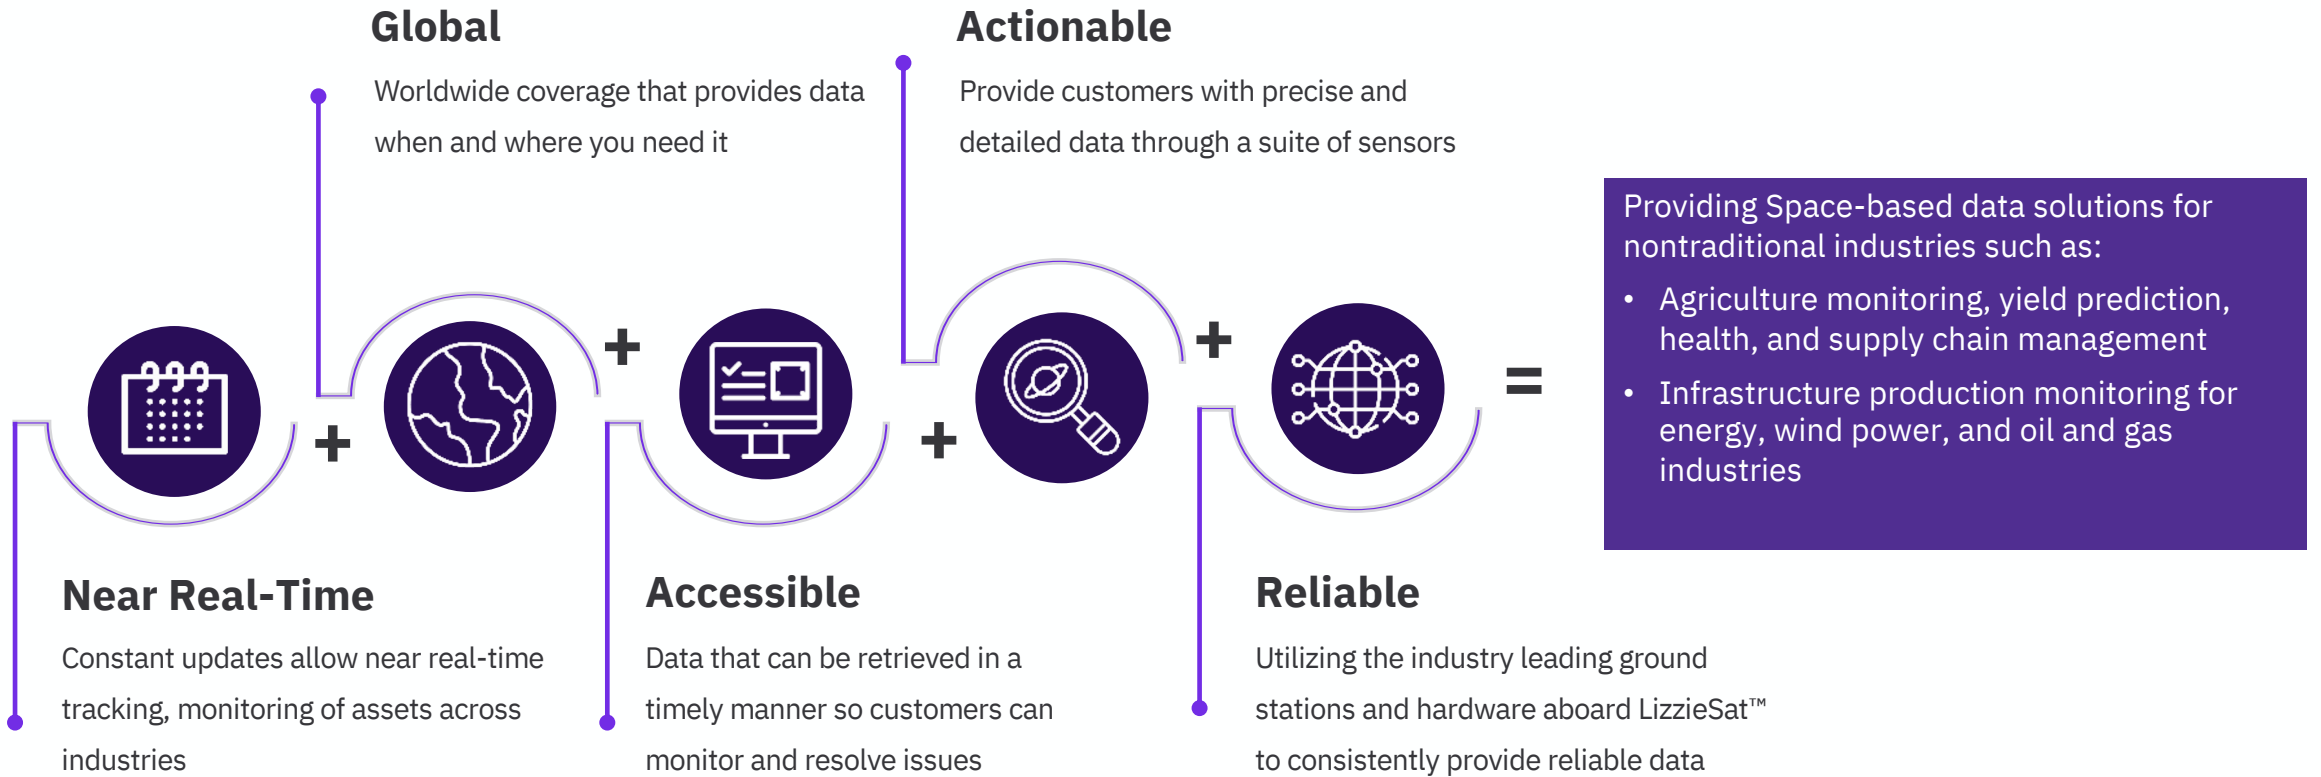 Global
Worldwide coverage that provides data
when and where you need it
Actionable
Provide customers with precise and
detailed data through a suite of sensors
+
+
+
+
=
Near Real-Time
Constant updates allow near real-time
tracking, monitoring of assets across
industries
Accessible
Data that can be retrieved in a
timely manner so customers can
monitor and resolve issues
Reliable
Utilizing the industry leading ground
stations and hardware aboard LizzieSat™
to consistently provide reliable data
Providing Space-based data solutions for
nontraditional industries such as:
• Agriculture monitoring, yield prediction,
health, and supply chain management
• Infrastructure production monitoring for
energy, wind power, and oil and gas
industries